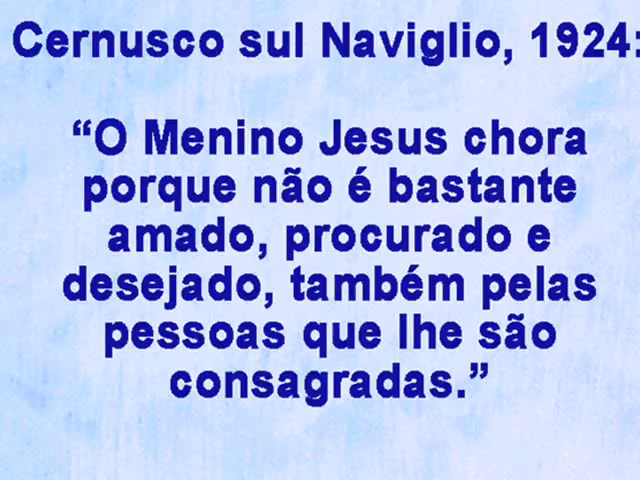 Cernusco sul Naviglio, 1924:
“O Menino Jesus chora
porque não é bastante
amado, procurado e
desejado, também pelas
pessoas que lhe são
consagradas.”